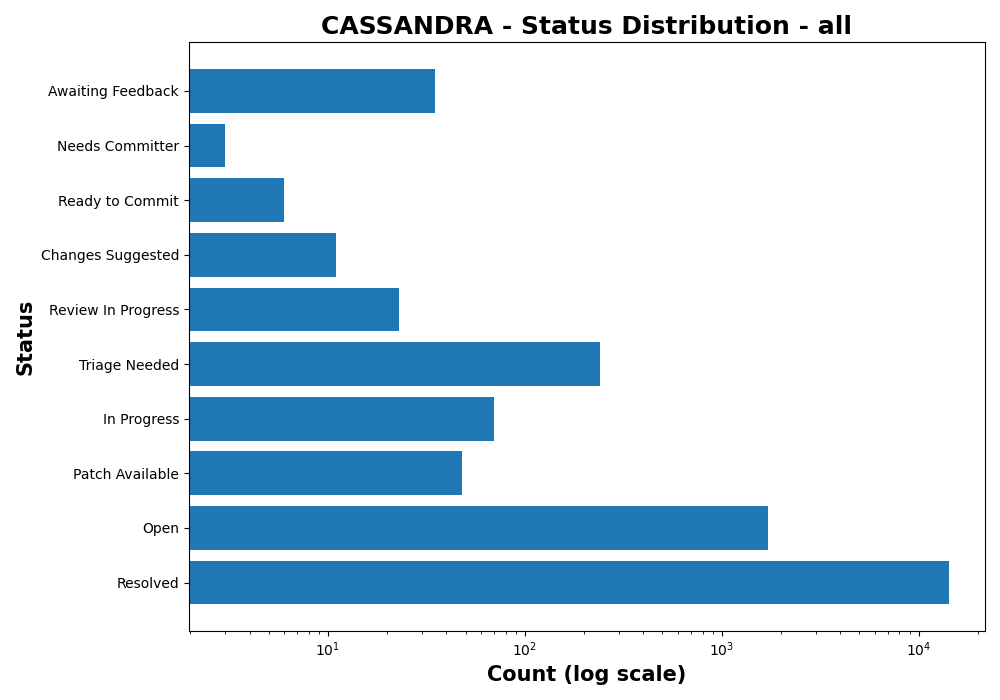 CASSANDRA - Status Distribution - all
Status
Awaiting Feedback
Needs Committer
Ready to Commit
Changes Suggested
Review In Progress
Triage Needed
In Progress
Patch Available
Open
Resolved
10¹ 10² 10³ 10⁴
Count (log scale)